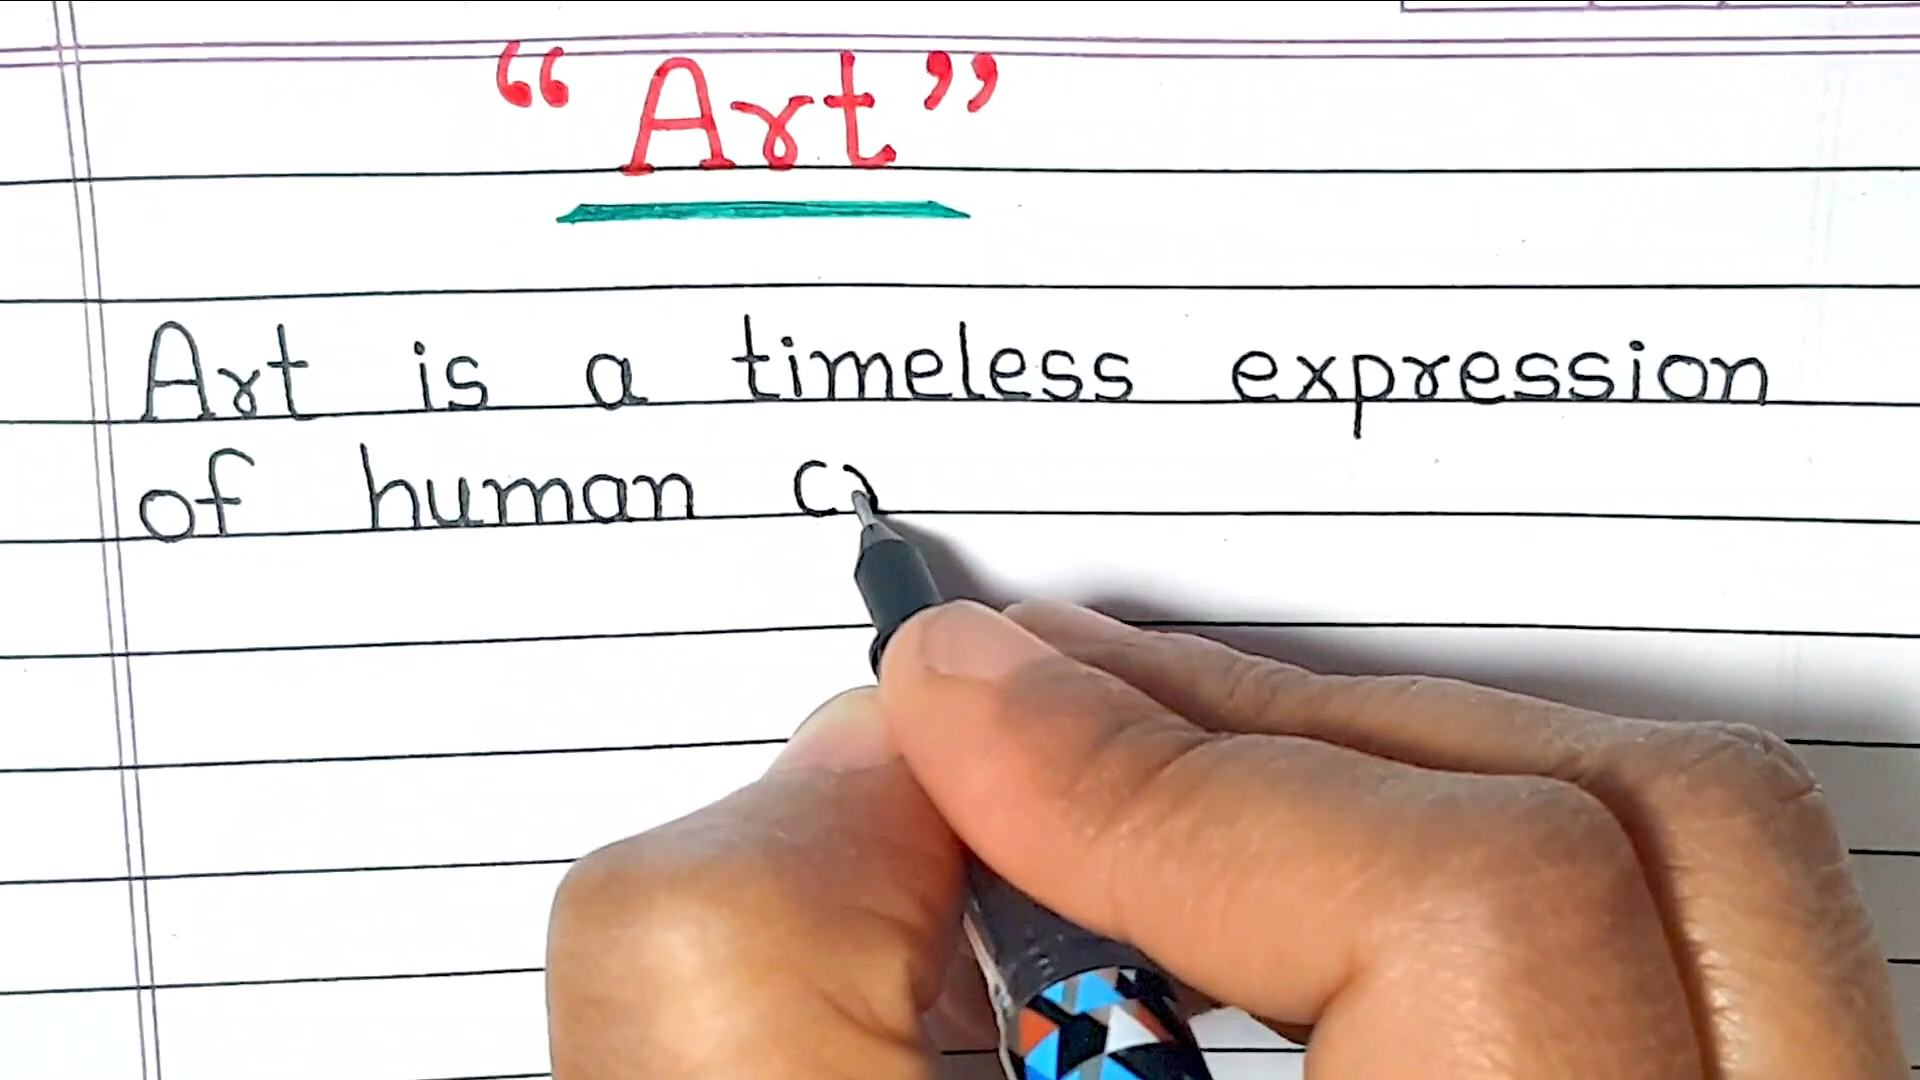 “Art”
Art is a timeless expression
of human c